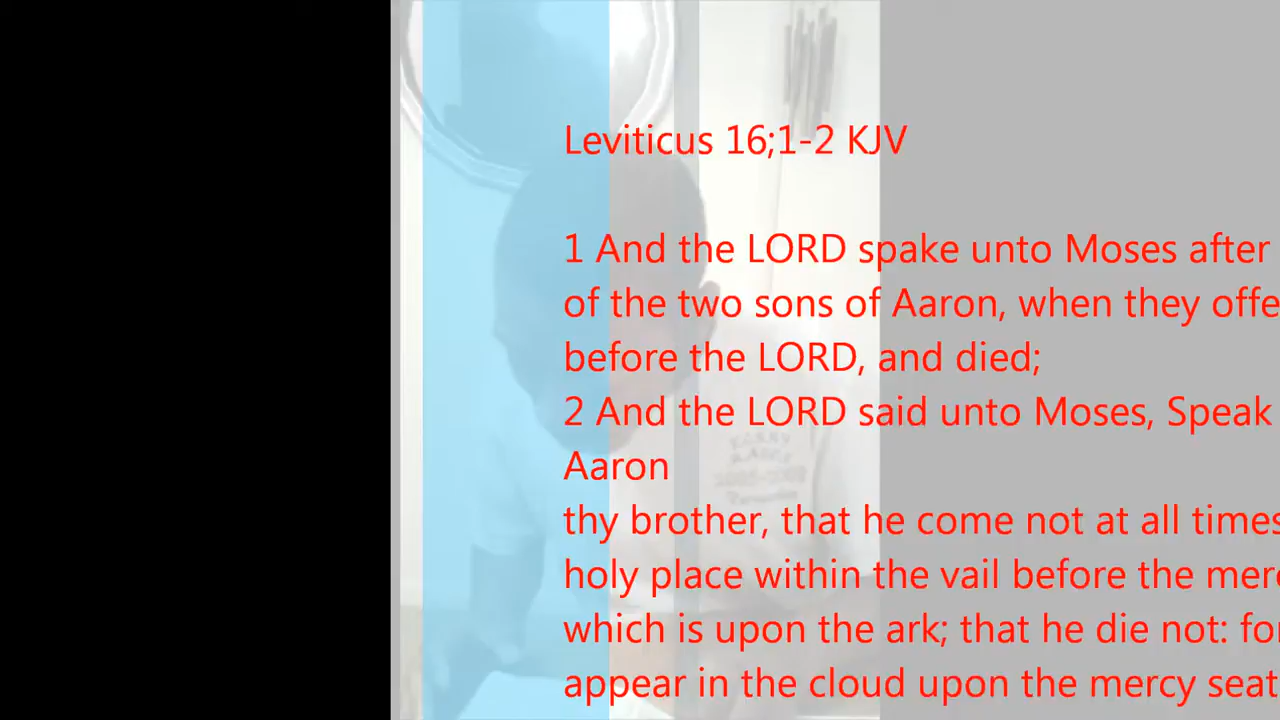 Leviticus 16;1-2 KJV
1 And the LORD spake unto Moses after
of the two sons of Aaron, when they offe
before the LORD, and died;
2 And the LORD said unto Moses, Speak
Aaron
thy brother, that he come not at all times
holy place within the vail before the merc
which is upon the ark; that he die not: for
appear in the cloud upon the mercy seat